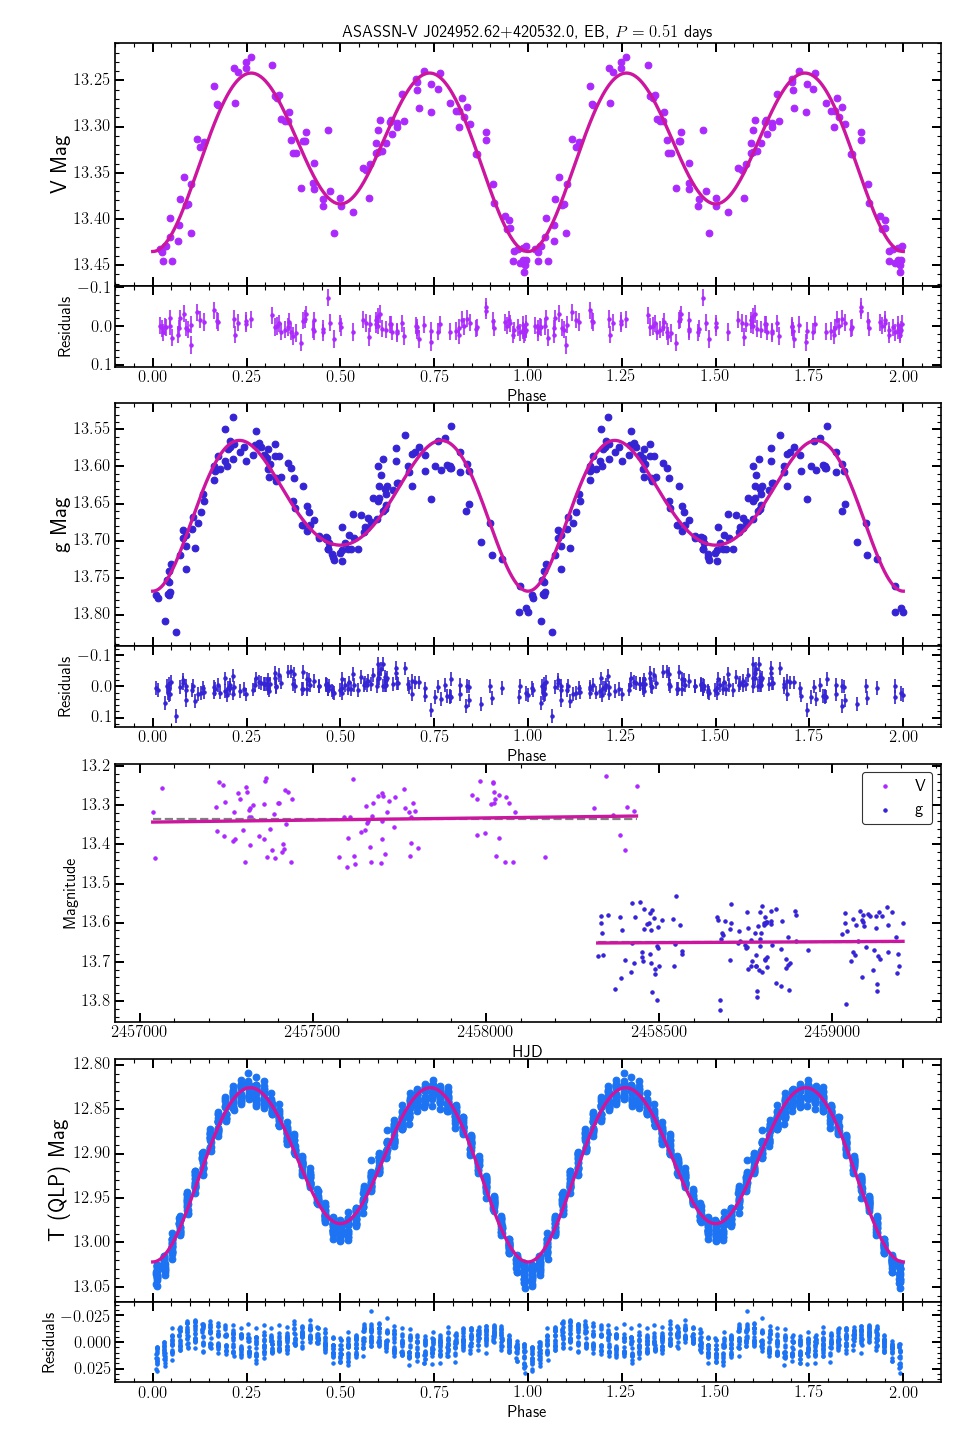 ASASSN-V J024952.62+420532.0, EB, P = 0.51 days
V Mag
13.25
13.30
13.35
13.40
13.45
Residuals
−0.1
0.0
0.1
0.00 0.25 0.50 0.75 1.00 1.25 1.50 1.75 2.00
Phase
g Mag
13.55
13.60
13.65
13.70
13.75
13.80
Residuals
−0.1
0.0
0.1
0.00 0.25 0.50 0.75 1.00 1.25 1.50 1.75 2.00
Phase
Magnitude
13.2
13.3
13.4
13.5
13.6
13.7
13.8
V
g
2457000 2457500 2458000 2458500 2459000
HJD
T (QLP) Mag
12.80
12.85
12.90
12.95
13.00
13.05
Residuals
−0.025
0.000
0.025
0.00 0.25 0.50 0.75 1.00 1.25 1.50 1.75 2.00
Phase